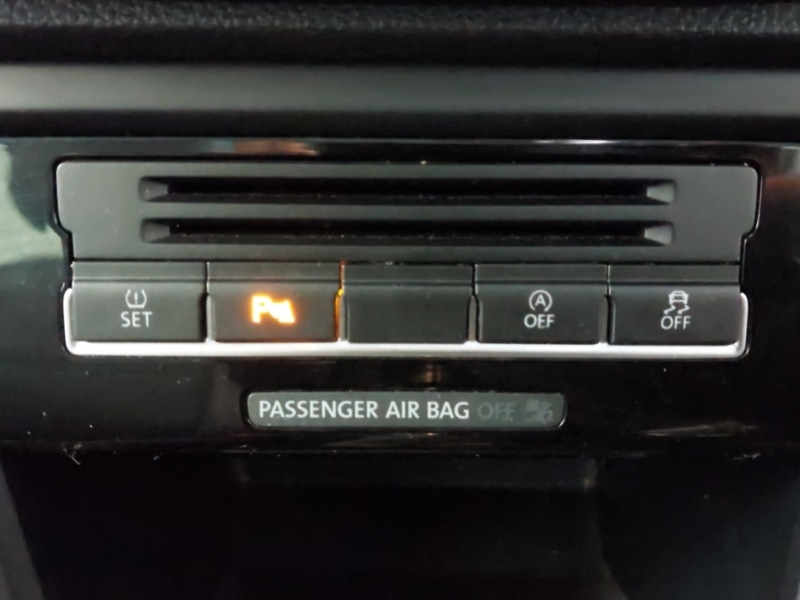 SET
P
A
OFF
OFF
PASSENGER AIR BAG OFF